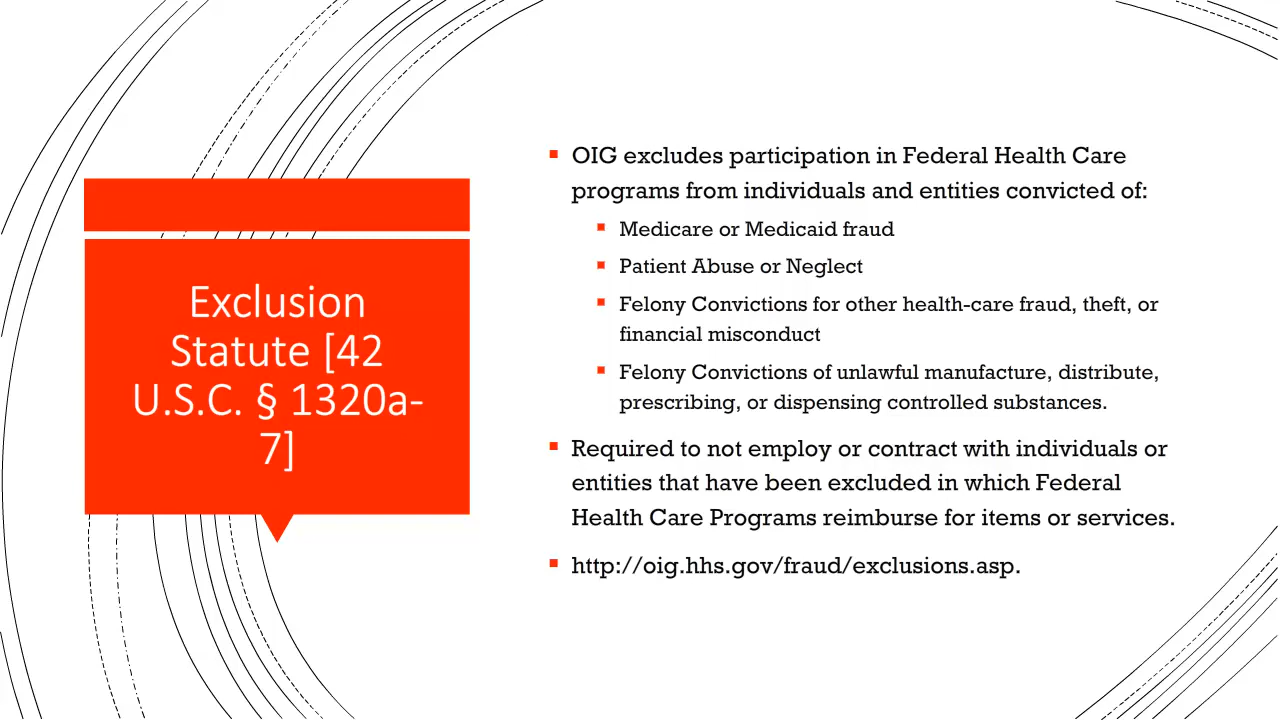 Exclusion
Statute [42
U.S.C. § 1320a-
7]
OIG excludes participation in Federal Health Care
programs from individuals and entities convicted of:
Medicare or Medicaid fraud
Patient Abuse or Neglect
Felony Convictions for other health-care fraud, theft, or
financial misconduct
Felony Convictions of unlawful manufacture, distribute,
prescribing, or dispensing controlled substances.
Required to not employ or contract with individuals or
entities that have been excluded in which Federal
Health Care Programs reimburse for items or services.
http://oig.hhs.gov/fraud/exclusions.asp.